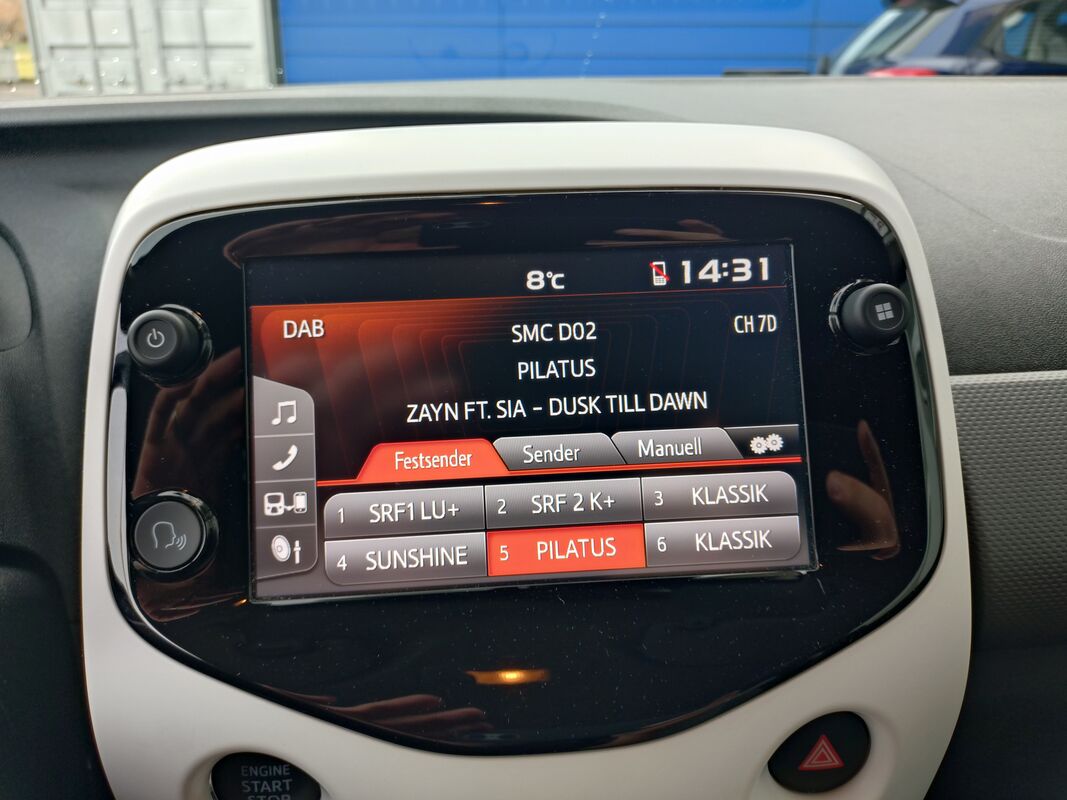 8°C 14:31
DAB SMC D02 CH 7D
PILATUS
ZAYN FT. SIA – DUSK TILL DAWN
Festsender Sender Manuell
1 SRF1 LU+ 2 SRF 2 K+ 3 KLASSIK
4 SUNSHINE 5 PILATUS 6 KLASSIK
ENGINE
START
STOP